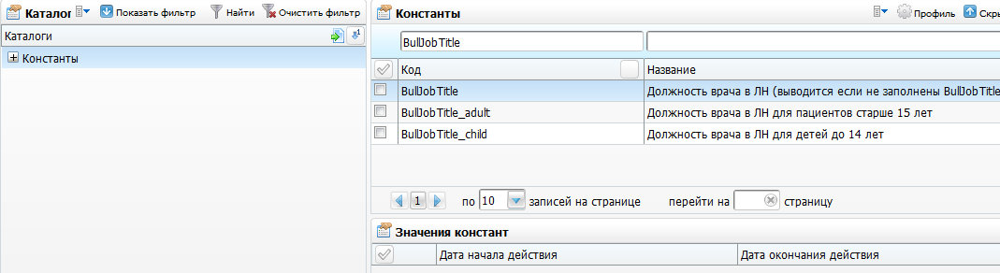 Каталог Показать фильтр Найти Очистить фильтр
Каталоги
Константы
Константы Профиль Скры
BulJobTitle
Код Название
BulJobTitle Должность врача в ЛН (выводится если не заполнены BulJobTitle
BulJobTitle_adult Должность врача в ЛН для пациентов старше 15 лет
BulJobTitle_child Должность врача в ЛН для детей до 14 лет
1 по 10 записей на странице перейти на страницу
Значения констант
Дата начала действия Дата окончания действия